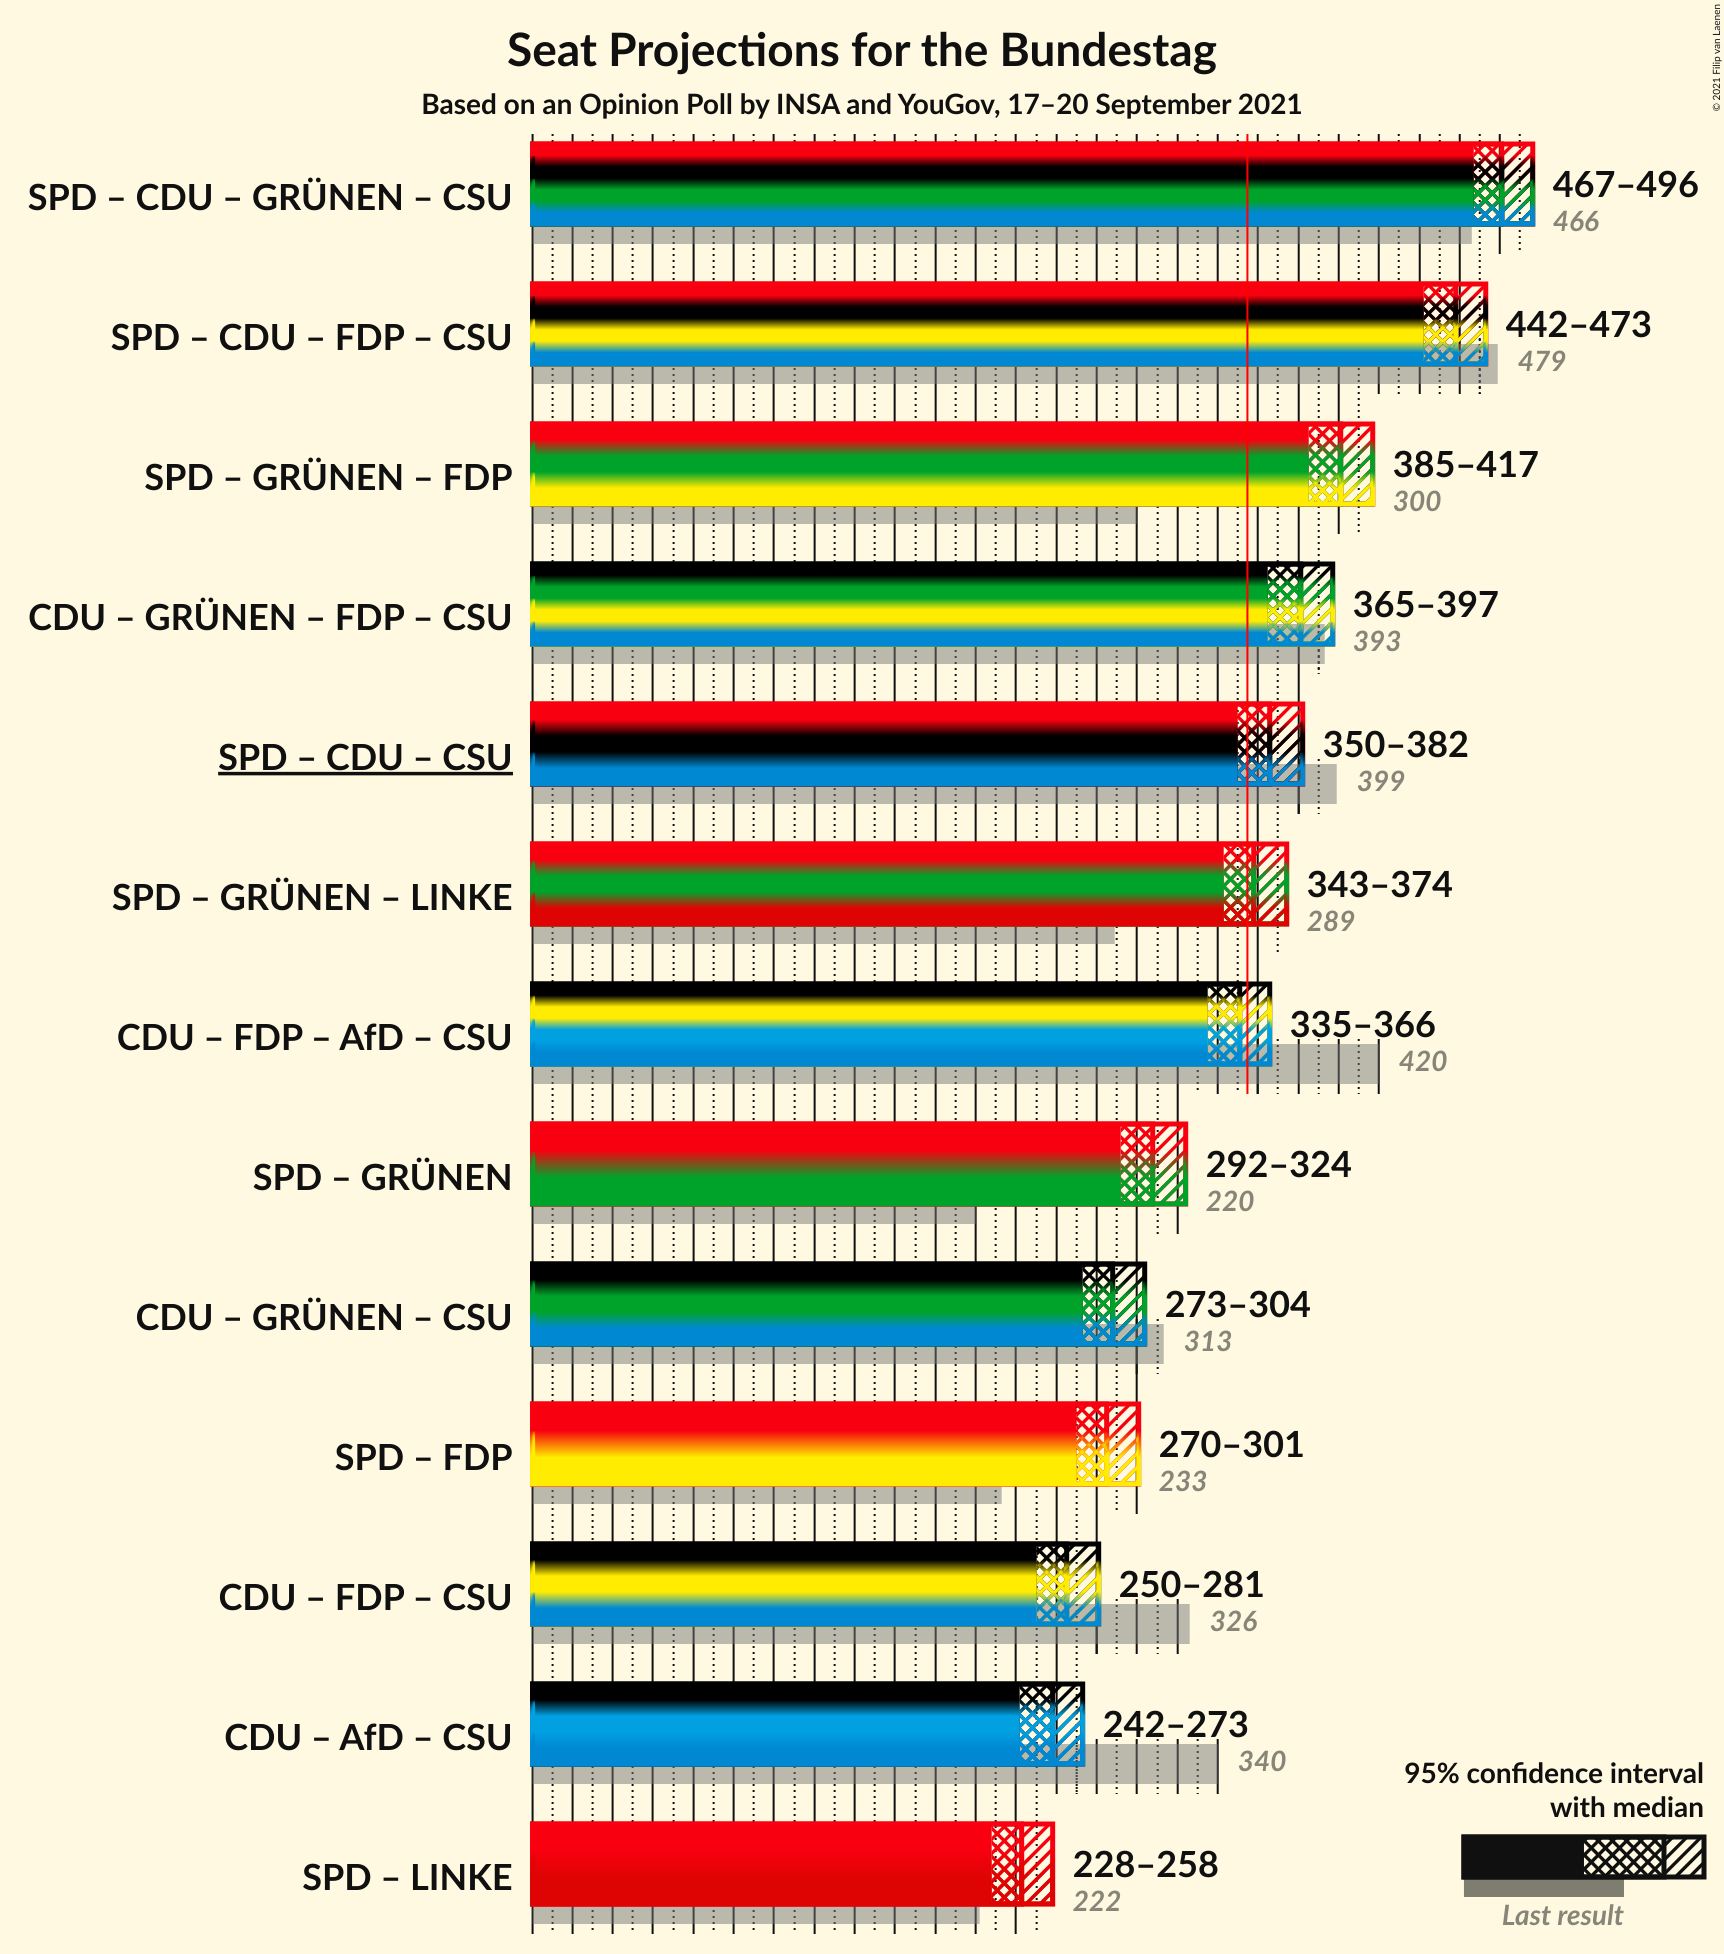 Seat Projections for the Bundestag
Based on an Opinion Poll by INSA and YouGov, 17–20 September 2021
© 2021 Filip van Laenen
SPD – CDU – GRÜNEN – CSU
467–496
466
SPD – CDU – FDP – CSU
442–473
479
SPD – GRÜNEN – FDP
385–417
300
CDU – GRÜNEN – FDP – CSU
365–397
393
SPD – CDU – CSU
350–382
399
SPD – GRÜNEN – LINKE
343–374
289
CDU – FDP – AfD – CSU
335–366
420
SPD – GRÜNEN
292–324
220
CDU – GRÜNEN – CSU
273–304
313
SPD – FDP
270–301
233
CDU – FDP – CSU
250–281
326
CDU – AfD – CSU
242–273
340
SPD – LINKE
228–258
222
95% confidence interval
with median
Last result